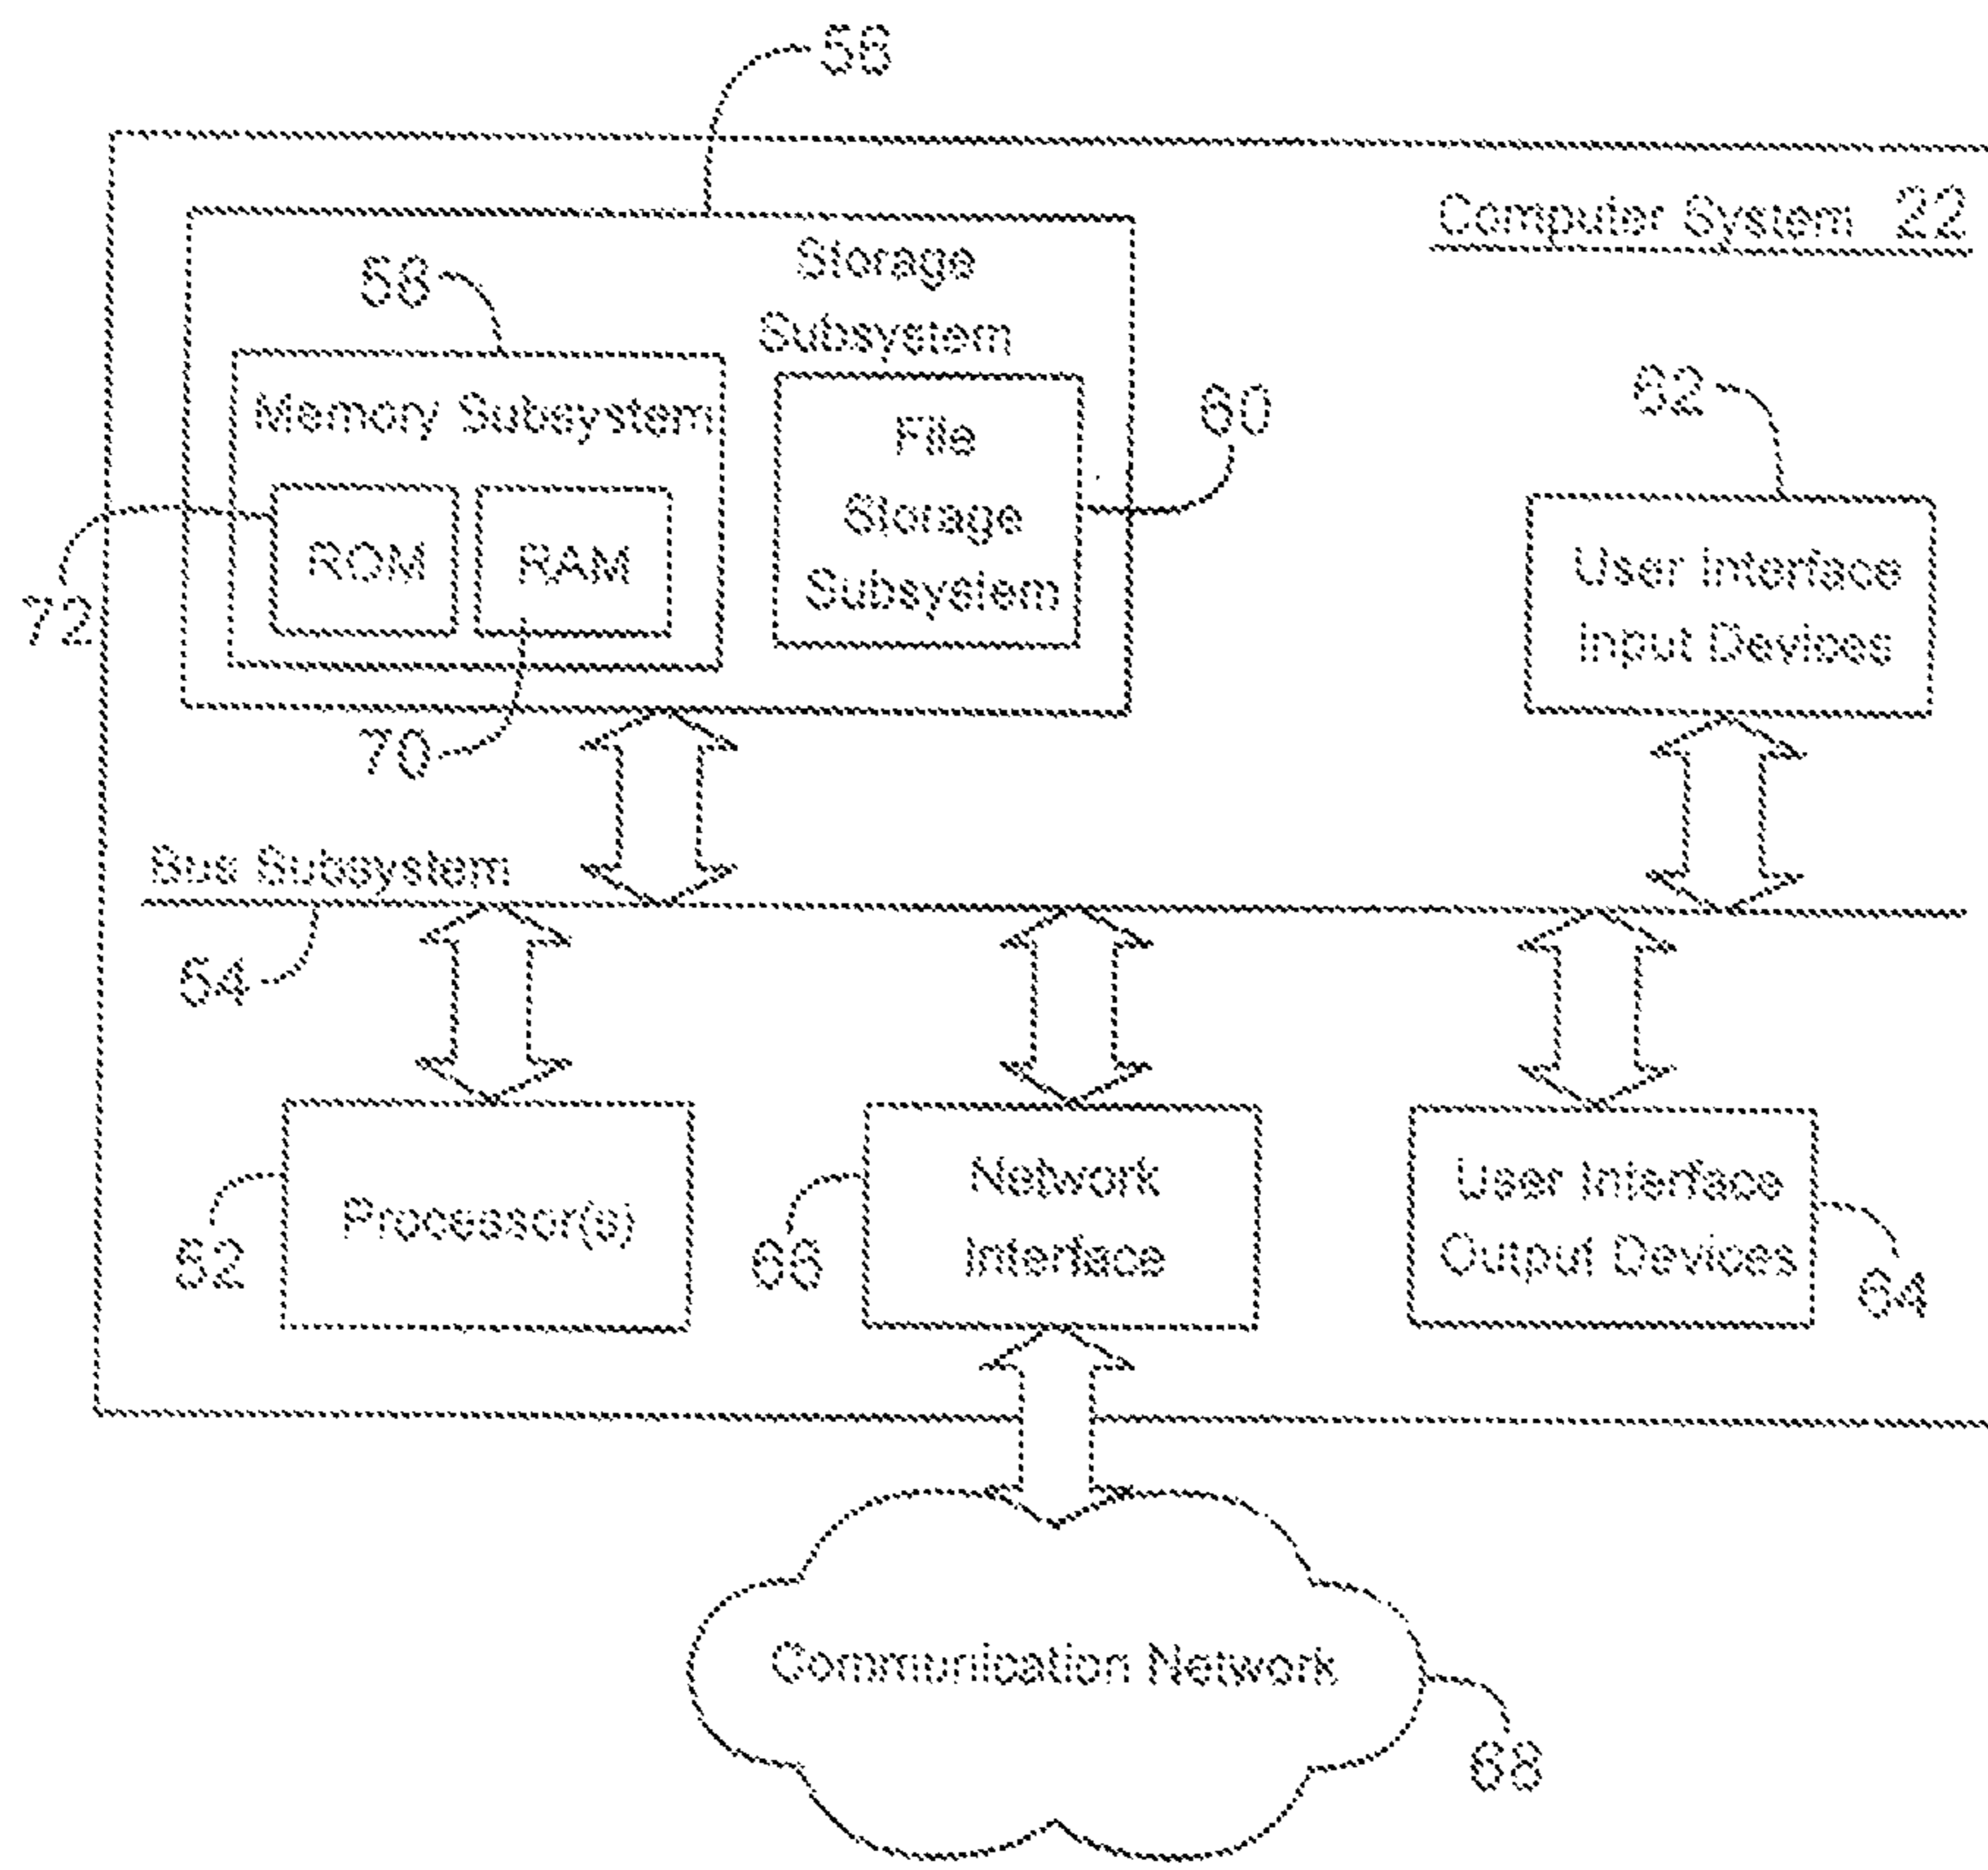 56
Computer System 22
Storage
Subsystem
58
Memory Subsystem
62
File
Storage
Subsystem
60
ROM
RAM
User Interface
Input Devices
72
70
Bus Subsystem
54
Processor(s)
52
Network
Interface
66
User Interface
Output Devices
64
Communication Network
68